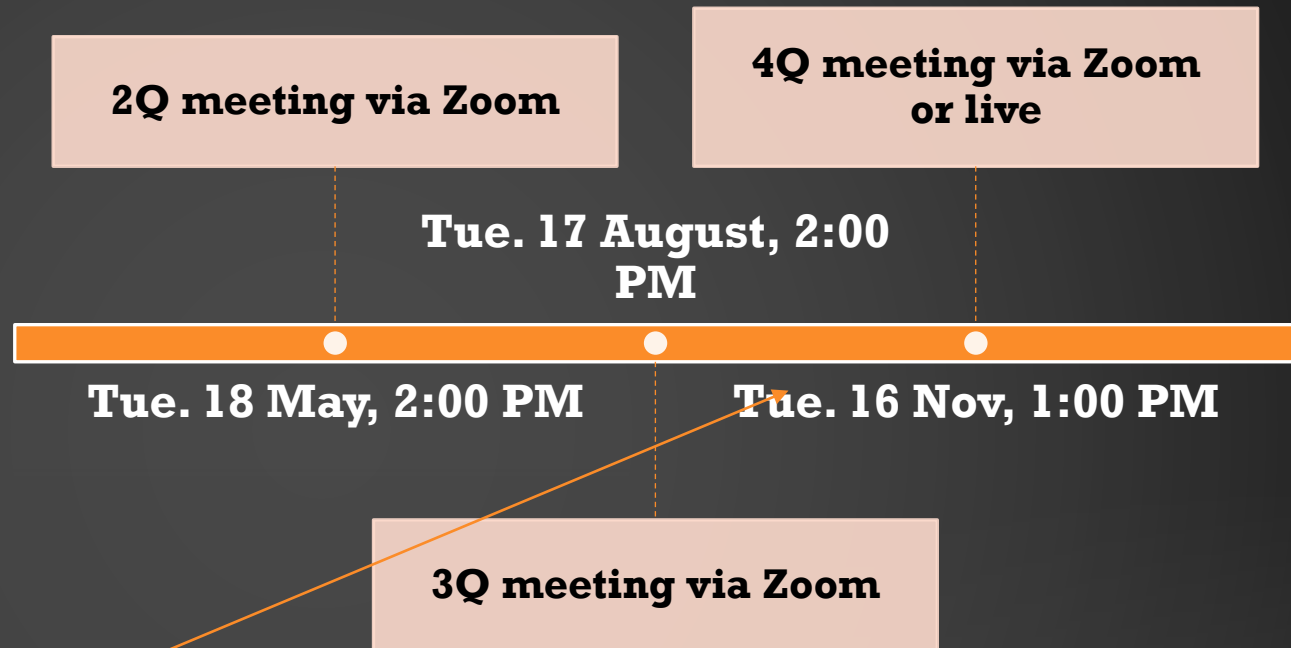 2Q meeting via Zoom
4Q meeting via Zoom
or live
Tue. 17 August, 2:00
PM
Tue. 18 May, 2:00 PM
Tue. 16 Nov, 1:00 PM
3Q meeting via Zoom